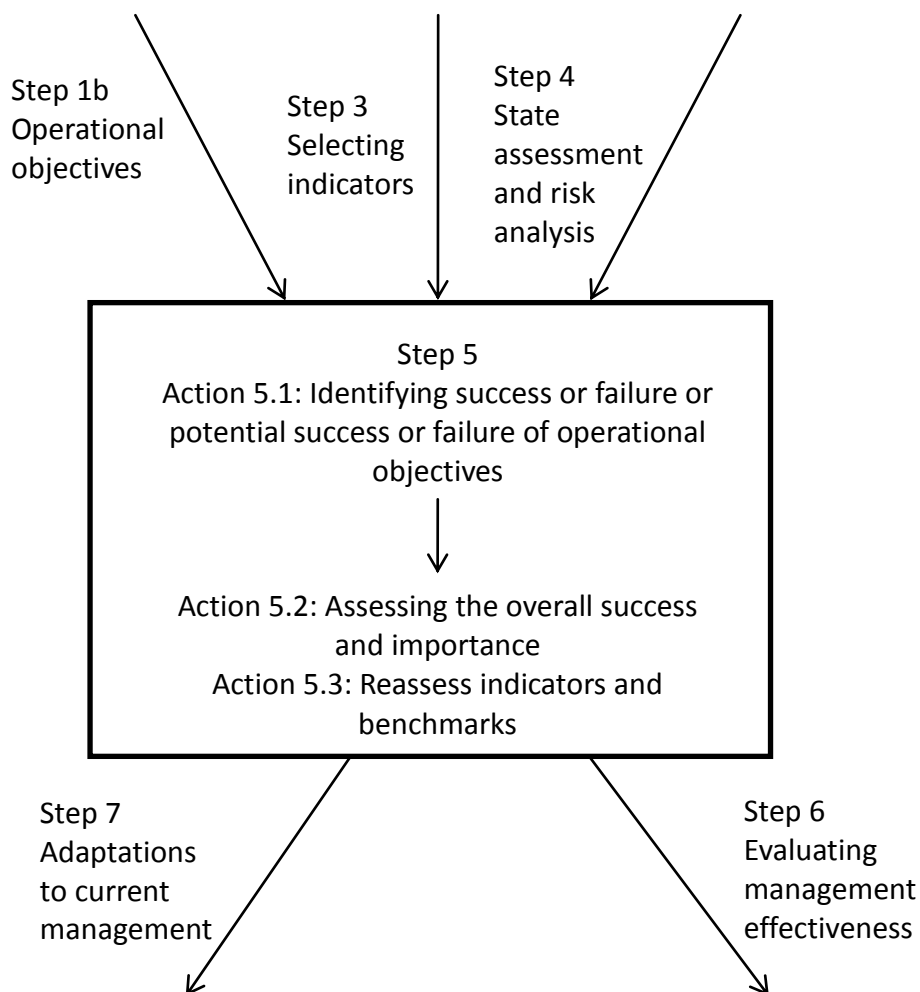 Step 1b
Operational
objectives
Step 3
Selecting
indicators
Step 4
State
assessment
and risk
analysis
Step 5
Action 5.1: Identifying success or failure or
potential success or failure of operational
objectives
Action 5.2: Assessing the overall success
and importance
Action 5.3: Reassess indicators and
benchmarks
Step 7
Adaptations
to current
management
Step 6
Evaluating
management
effectiveness